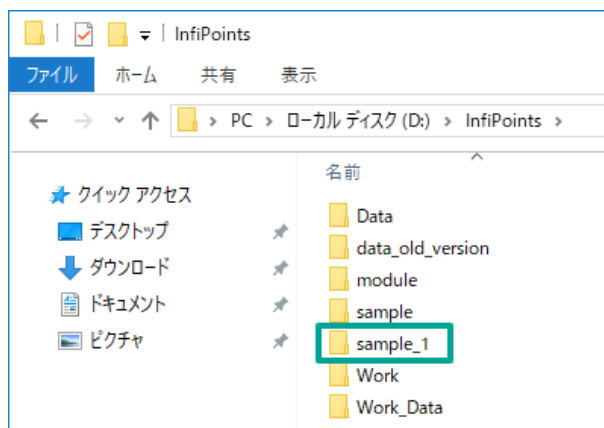 InfiPoints
ファイル ホーム 共有 表示
PC > ローカル ディスク (D:) > InfiPoints >
名前
クイック アクセス
デスクトップ
ダウンロード
ドキュメント
ピクチャ
Data
data_old_version
module
sample
sample_1
Work
Work_Data